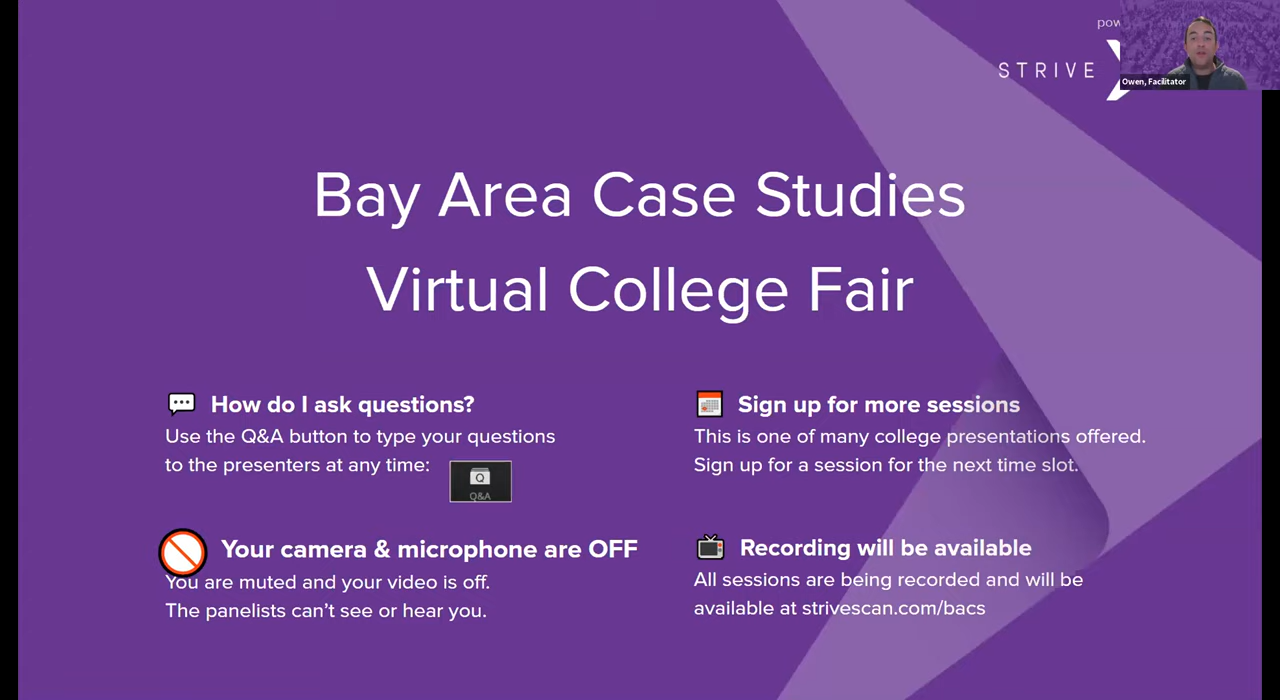 pow
STRIVE
Owen, Facilitator
Bay Area Case Studies
Virtual College Fair
How do I ask questions?
Use the Q&A button to type your questions
to the presenters at any time:
Q
Q&A
Sign up for more sessions
This is one of many college presentations offered.
Sign up for a session for the next time slot.
Your camera & microphone are OFF
You are muted and your video is off.
The panelists can’t see or hear you.
Recording will be available
All sessions are being recorded and will be
available at strivescan.com/bacs